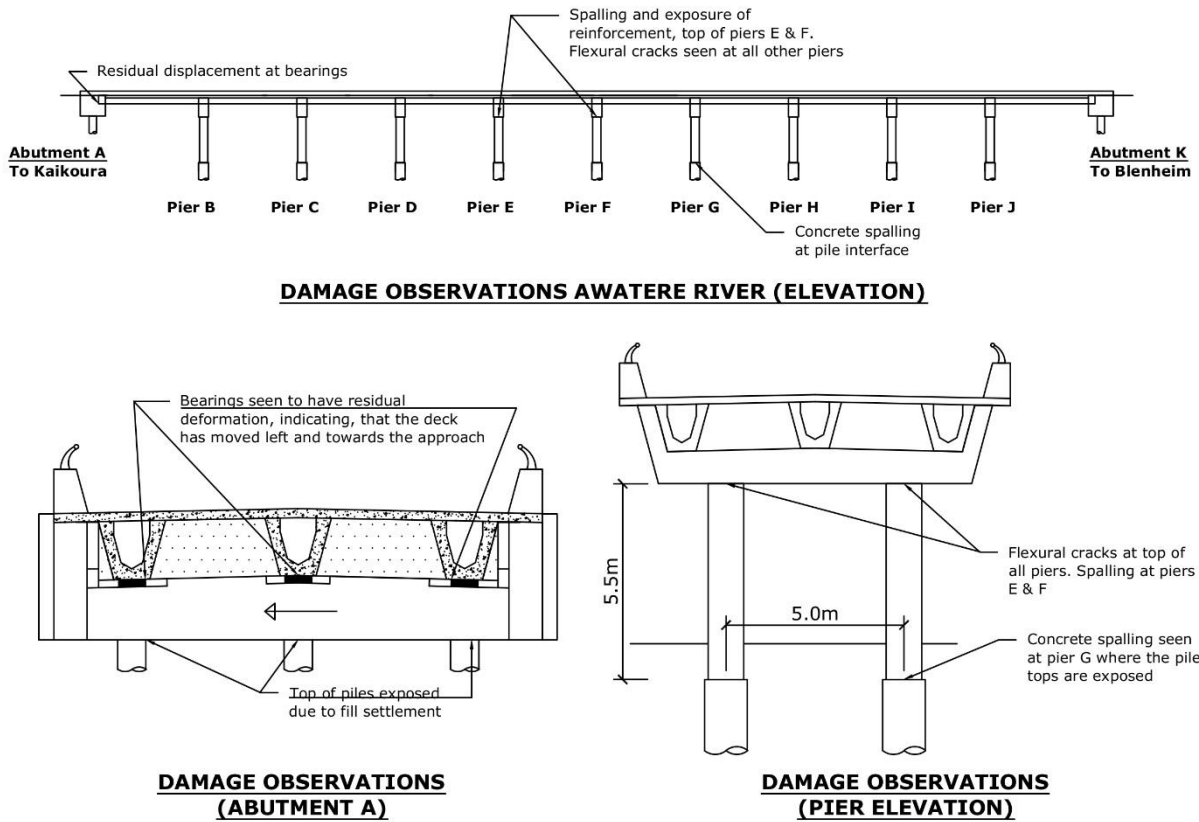 Spalling and exposure of
reinforcement, top of piers E & F.
Flexural cracks seen at all other piers
Residual displacement at bearings
Abutment A
To Kaikoura
Abutment K
To Blenheim
Pier B
Pier C
Pier D
Pier E
Pier F
Pier G
Pier H
Pier I
Pier J
Concrete spalling
at pile interface
DAMAGE OBSERVATIONS AWATERE RIVER (ELEVATION)
Bearings seen to have residual
deformation, indicating, that the deck
has moved left and towards the approach
Top of piles exposed
due to fill settlement
DAMAGE OBSERVATIONS
(ABUTMENT A)
5.5m
5.0m
Flexural cracks at top of
all piers. Spalling at piers
E & F
Concrete spalling seen
at pier G where the pile
tops are exposed
DAMAGE OBSERVATIONS
(PIER ELEVATION)